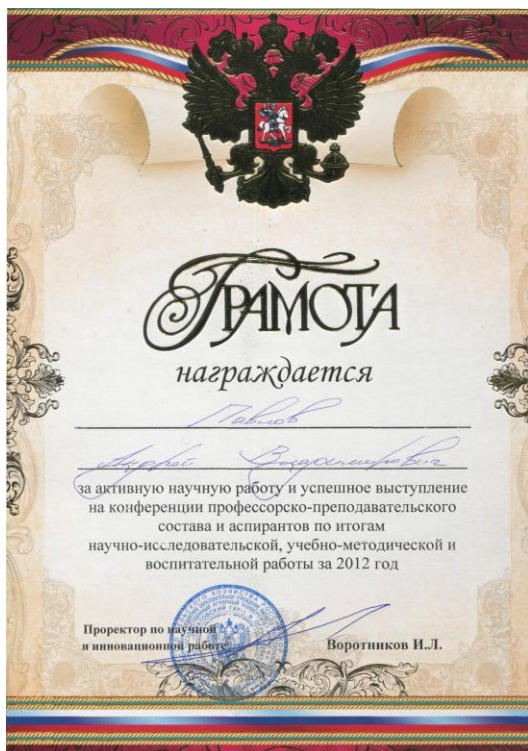 Грамота
награждается
Павлов
Андрей Владимирович
за активную научную работу и успешное выступление
на конференции профессорско-преподавательского
состава и аспирантов по итогам
научно-исследовательской, учебно-методической и
воспитательной работы за 2012 год
Проректор по научной
и инновационной работе Воротников И.Л.